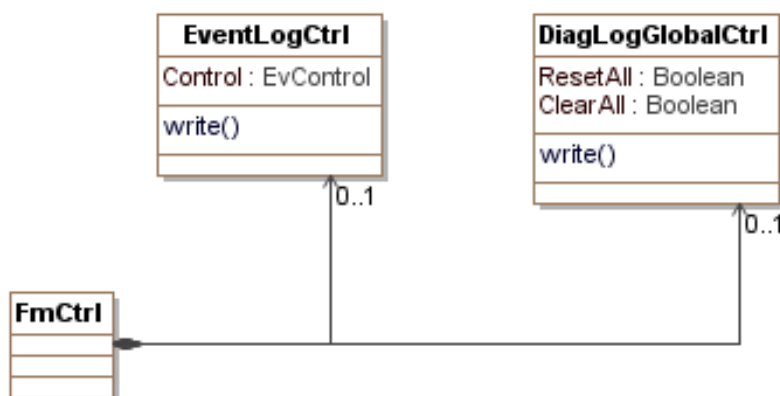 EventLogCtrl
Control : EvControl
write()
0..1
DiagLogGlobalCtrl
ResetAll : Boolean
ClearAll : Boolean
write()
0..1
FmCtrl